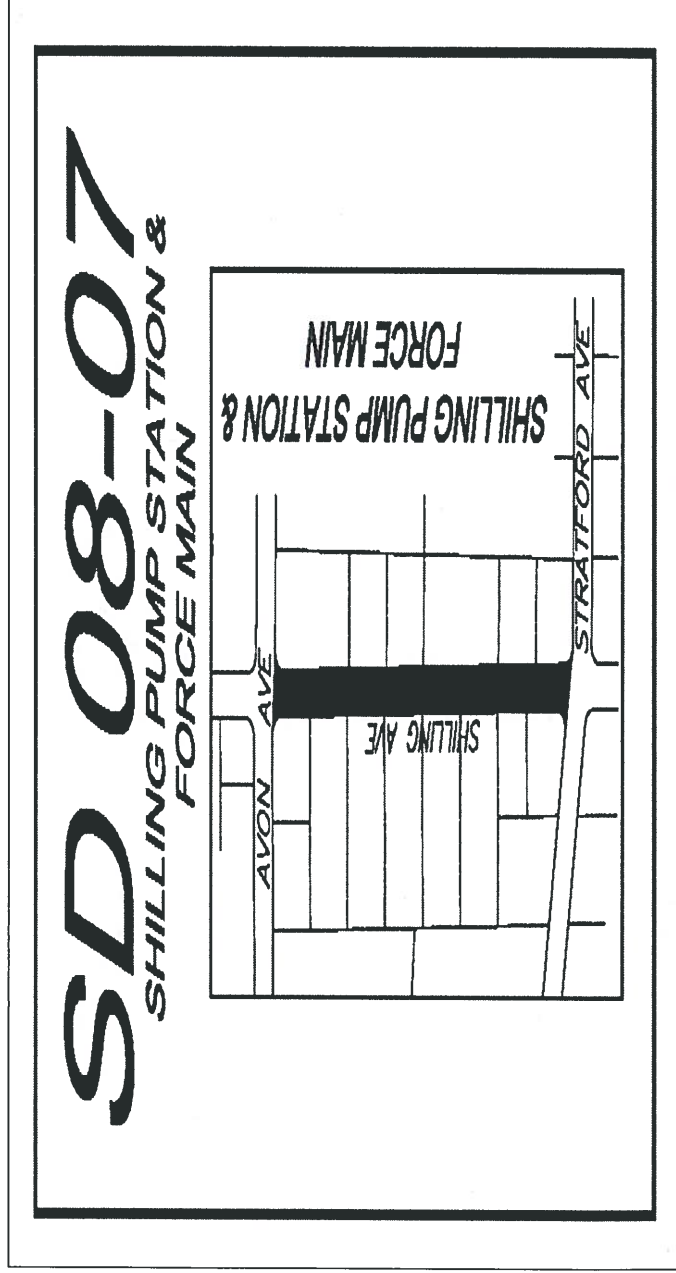 SD 08-07
SHILLING PUMP STATION &
FORCE MAIN
SHILLING PUMP STATION &
FORCE MAIN
AVON AVE
SHILLING AVE
STRATFORD AVE